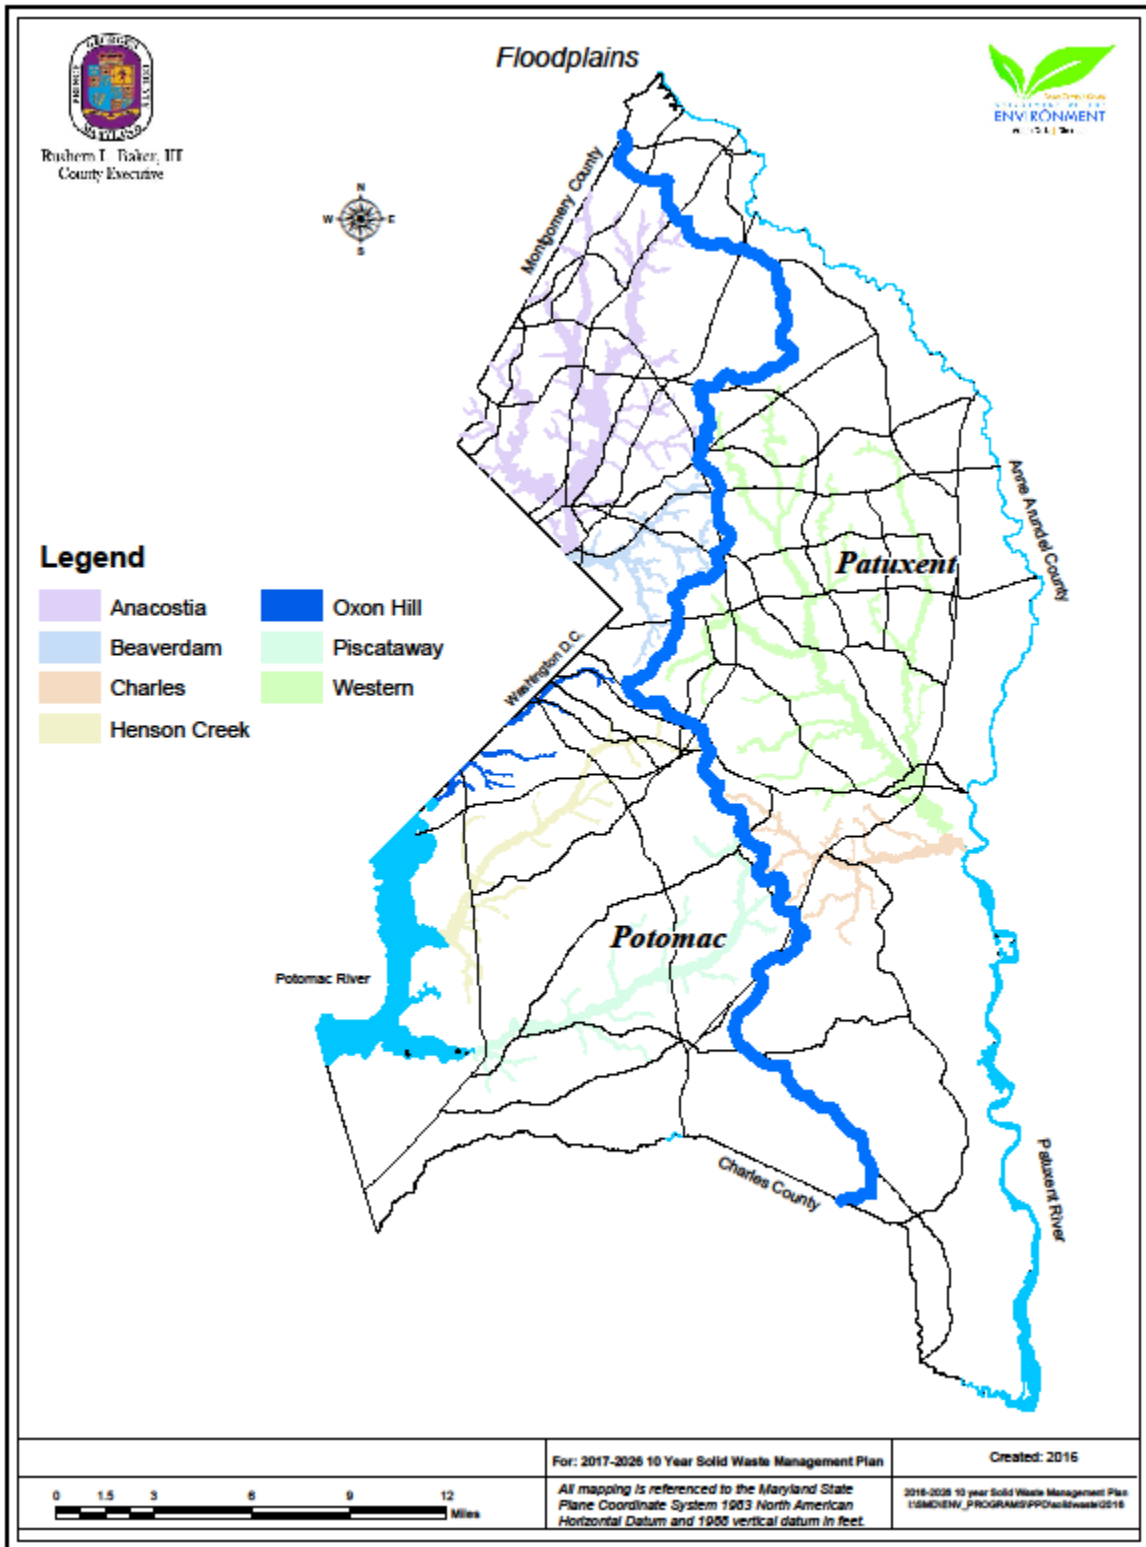 Floodplains
PRINCE GEORGE'S COUNTY
MARYLAND
Rushern L. Baker, III
County Executive
ENVIRONMENT
N
W E
S
Montgomery County
Anne Arundel County
Patuxent
Legend
Anacostia
Oxon Hill
Beaverdam
Piscataway
Charles
Western
Henson Creek
Washington D.C.
Potomac
Potomac River
Charles County
Patuxent River
For: 2017-2026 10 Year Solid Waste Management Plan
Created: 2016
0 1.5 3 6 9 12
Miles
All mapping is referenced to the Maryland State
Plane Coordinate System 1983 North American
Horizontal Datum and 1988 vertical datum in feet.
2016-2026 10 year Solid Waste Management Plan